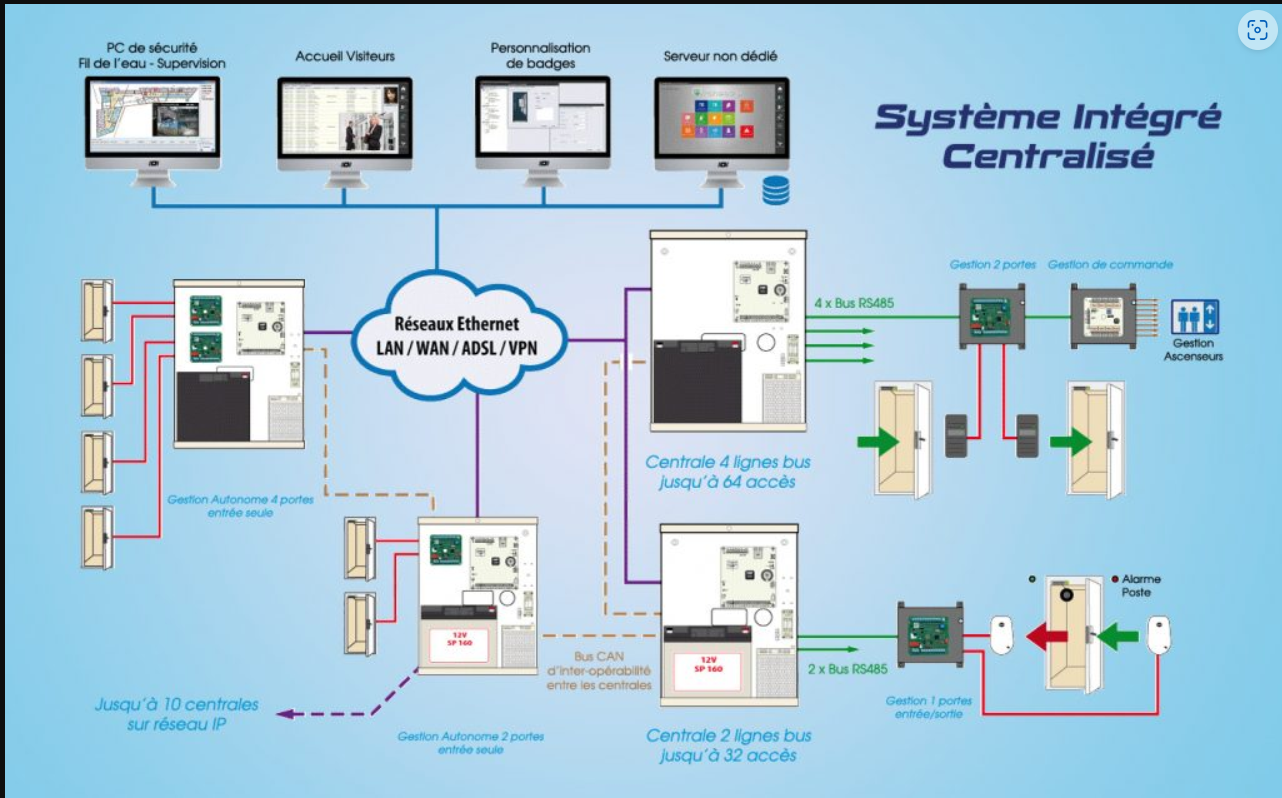 PC de sécurité
Fil de l'eau - Supervision
Accueil Visiteurs
Personnalisation
de badges
Serveur non dédié
Système Intégré
Centralisé
Réseaux Ethernet
LAN / WAN / ADSL / VPN
Gestion Autonome 4 portes
entrée seule
4 x Bus RS485
Gestion 2 portes
Gestion de commande
Gestion
Ascenseurs
Centrale 4 lignes bus
jusqu'à 64 accès
12V
SP 160
Bus CAN
d'inter-opérabilité
entre les centrales
12V
SP 160
2 x Bus RS485
Alarme
Poste
Gestion 1 portes
entrée/sortie
Jusqu'à 10 centrales
sur réseau IP
Gestion Autonome 2 portes
entrée seule
Centrale 2 lignes bus
jusqu'à 32 accès